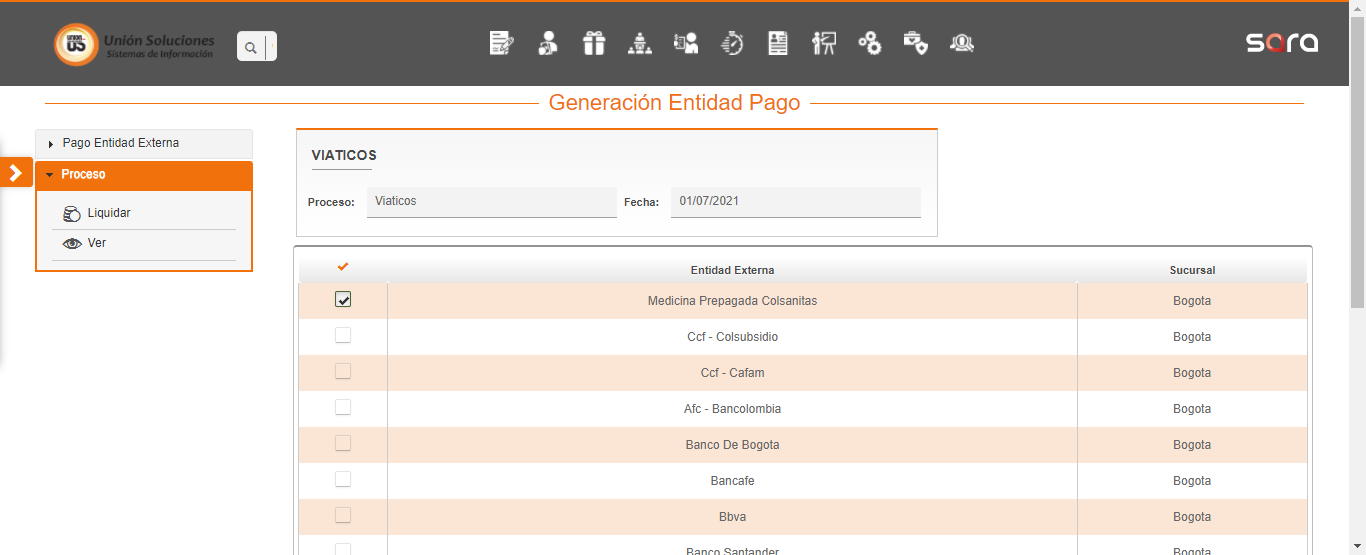 Unión Soluciones
Sistemas de Información
sara
Generación Entidad Pago
Pago Entidad Externa
Proceso
Liquidar
Ver
VIATICOS
Proceso: Viaticos Fecha: 01/07/2021
Entidad Externa Sucursal
Medicina Prepagada Colsanitas Bogota
Ccf - Colsubsidio Bogota
Ccf - Cafam Bogota
Afc - Bancolombia Bogota
Banco De Bogota Bogota
Bancafe Bogota
Bbva Bogota
Banco Santander Bogota